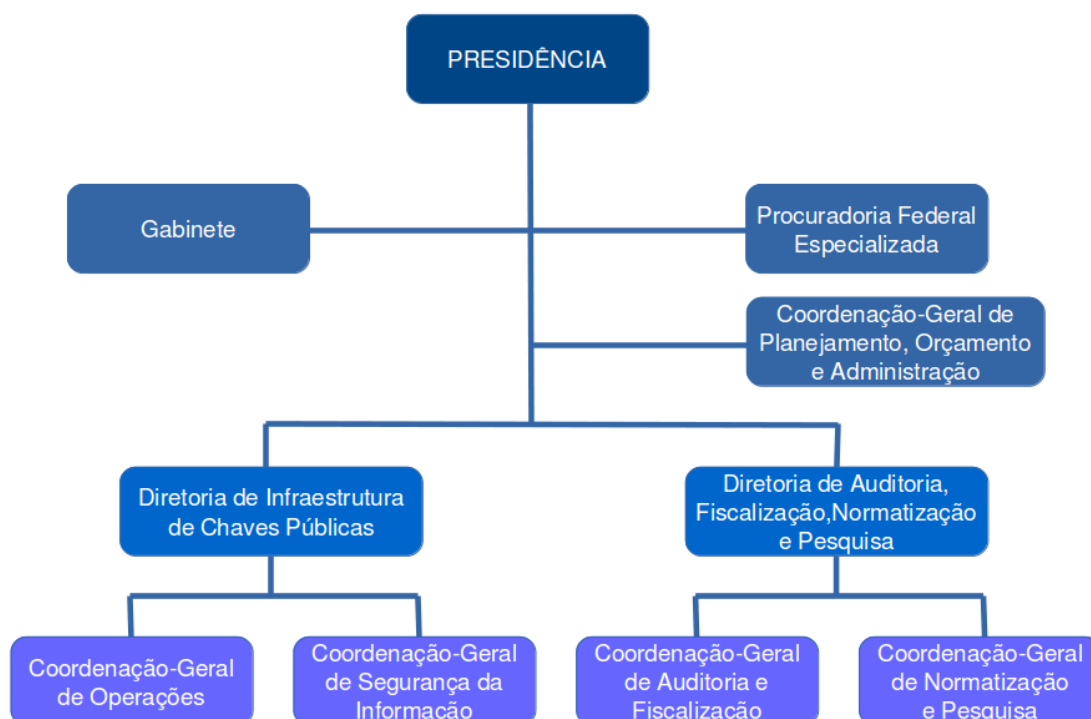 PRESIDÊNCIA
Gabinete
Procuradoria Federal
Especializada
Coordenação-Geral de
Planejamento, Orçamento
e Administração
Diretoria de Infraestrutura
de Chaves Públicas
Diretoria de Auditoria,
Fiscalização,Normatização
e Pesquisa
Coordenação-Geral
de Operações
Coordenação-Geral
de Segurança da
Informação
Coordenação-Geral
de Auditoria e
Fiscalização
Coordenação-Geral
de Normatização
e Pesquisa